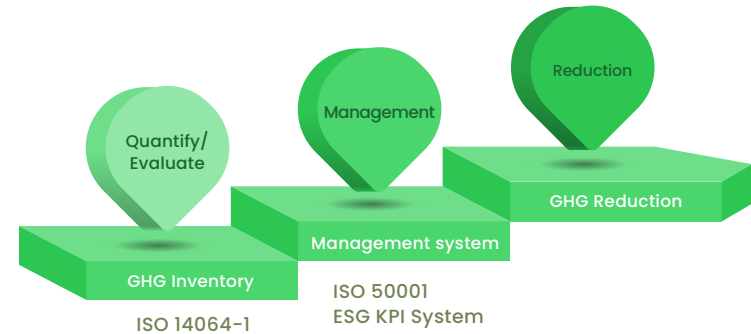 Quantify/
Evaluate
GHG Inventory
ISO 14064-1
Management
Management system
ISO 50001
ESG KPI System
Reduction
GHG Reduction